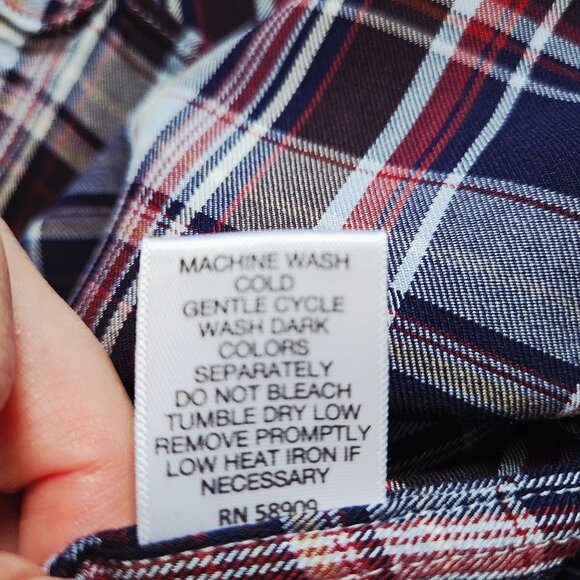 MACHINE WASH
COLD
GENTLE CYCLE
WASH DARK
COLORS
SEPARATELY
DO NOT BLEACH
TUMBLE DRY LOW
REMOVE PROMPTLY
LOW HEAT IRON IF
NECESSARY
RN 58909